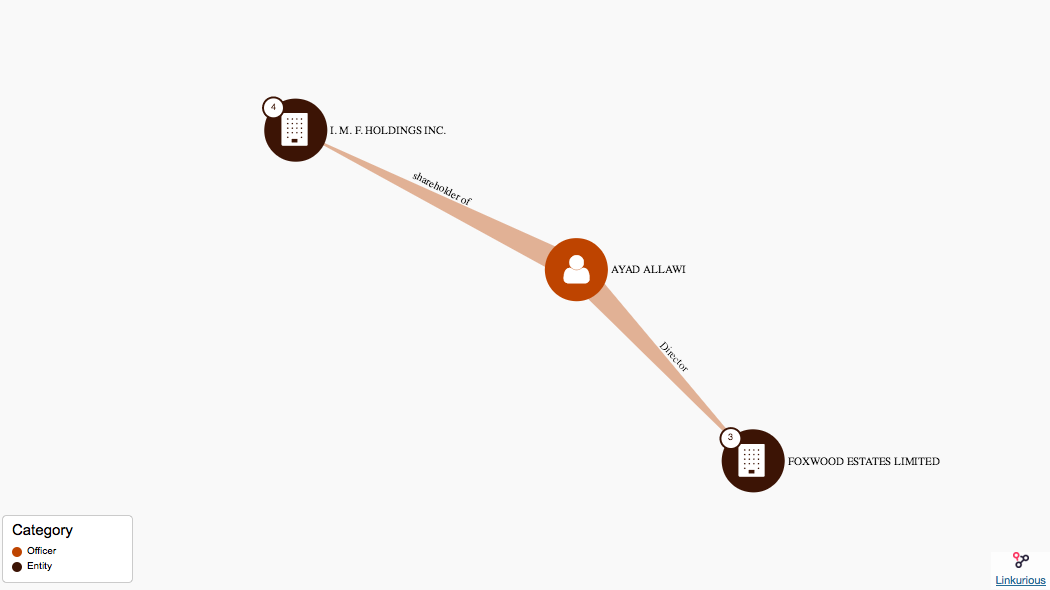 4
I. M. F. HOLDINGS INC.
shareholder of
AYAD ALLAWI
Director
3
FOXWOOD ESTATES LIMITED
Category
Officer
Entity
Linkurious